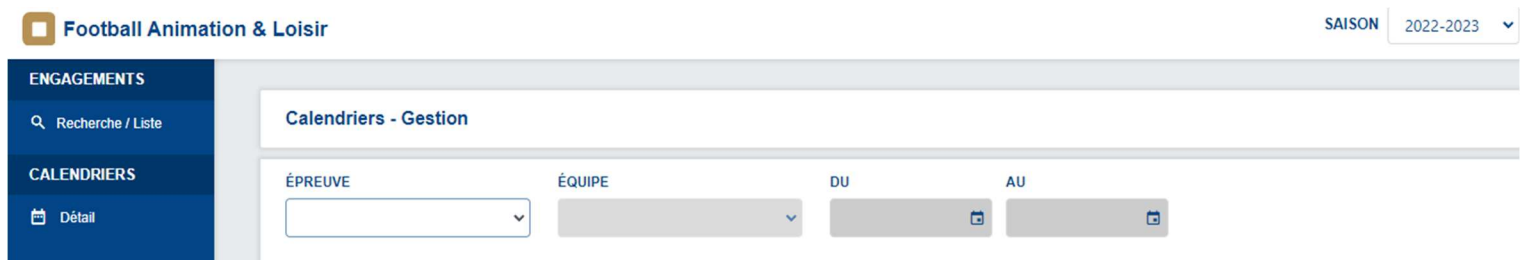 Football Animation & Loisir
SAISON 2022-2023
ENGAGEMENTS
Recherche / Liste
Calendriers - Gestion
CALENDRIERS
ÉPREUVE ÉQUIPE DU AU
Détail